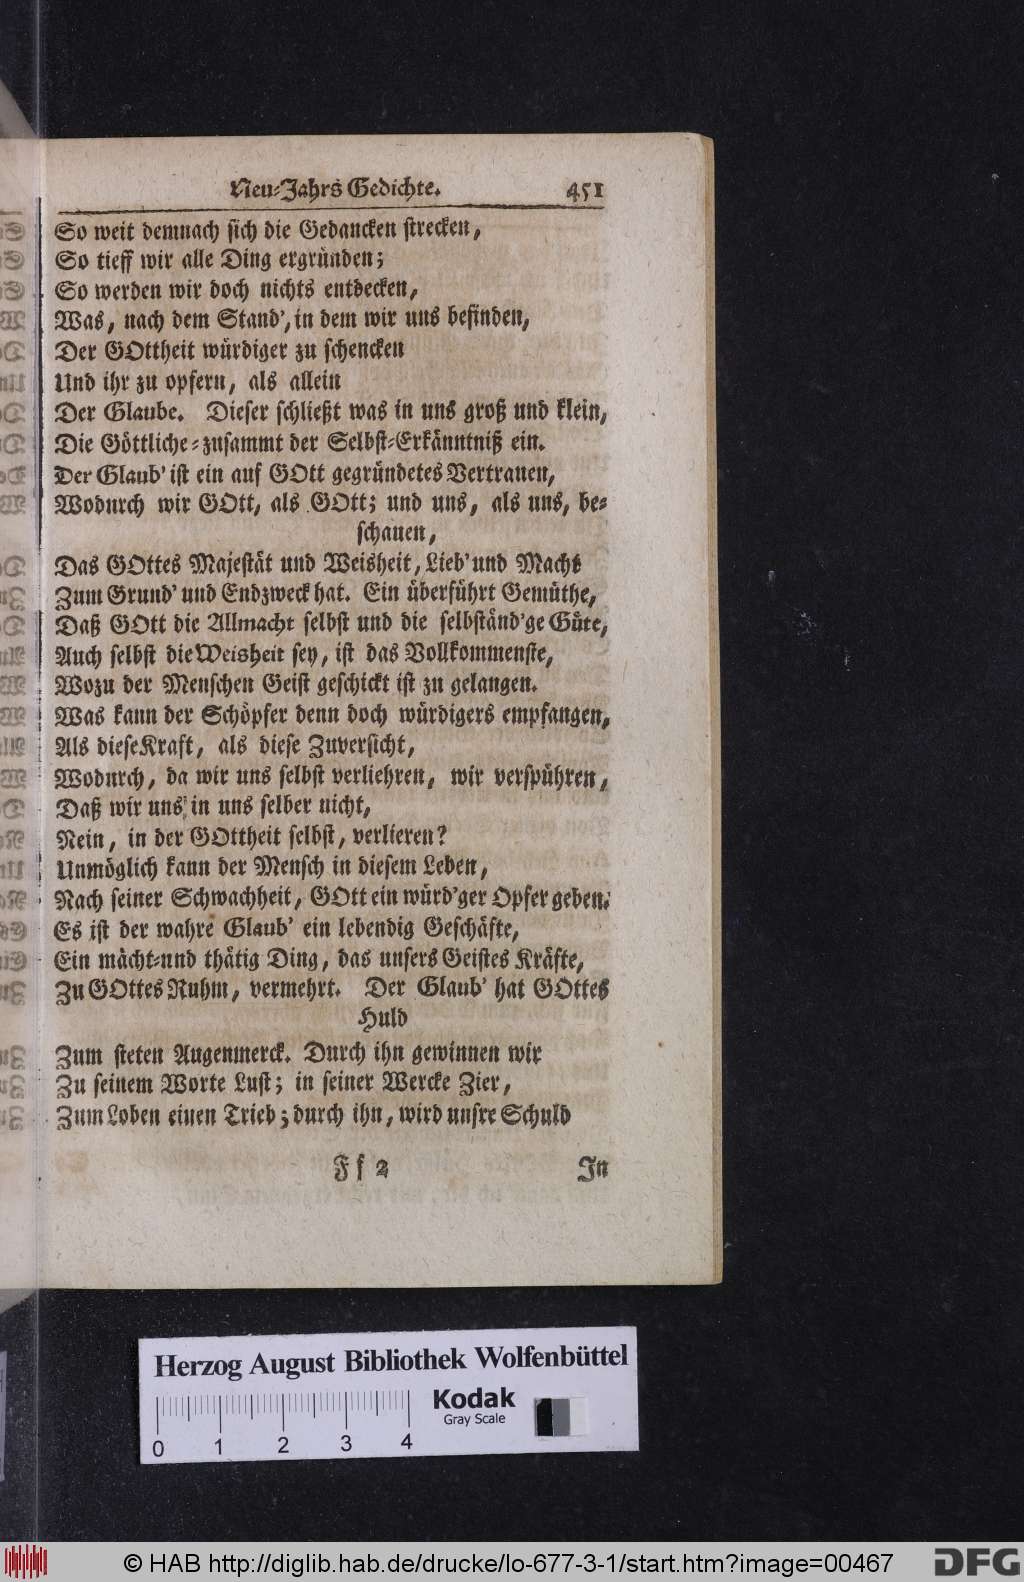 Neu-Jahrs Gedichte. 451
So weit demnach sich die Gedancken strecken,
So tieff wir alle Ding ergründen;
So werden wir doch nichts entdecken,
Was, nach dem Stand', in dem wir uns befinden,
Der GOttheit würdiger zu schencken
Und ihr zu opfern, als allein
Der Glaube. Dieser schließt was in uns groß und klein,
Die Göttliche-zusammt der Selbst-Erkänntniß ein.
Der Glaub' ist ein auf GOtt gegründetes Vertrauen,
Wodurch wir GOtt, als GOtt; und uns, als uns, be-
schauen,
Das GOttes Majestät und Weisheit, Lieb' und Macht
Zum Grund' und Endzweck hat. Ein überführt Gemüthe,
Daß GOtt die Allmacht selbst und die selbständ'ge Güte,
Auch selbst die Weisheit sey, ist das Vollkommenste,
Wozu der Menschen Geist geschickt ist zu gelangen.
Was kann der Schöpfer denn doch würdigers empfangen,
Als diese Kraft, als diese Zuversicht,
Wodurch, da wir uns selbst verliehren, wir verspühren,
Daß wir uns in uns selber nicht,
Nein, in der GOttheit selbst, verlieren?
Unmöglich kann der Mensch in diesem Leben,
Nach seiner Schwachheit, GOtt ein würd'ger Opfer geben.
Es ist der wahre Glaub' ein lebendig Geschäfte,
Ein mächt-und thätig Ding, das unsers Geistes Kräfte,
Zu GOttes Ruhm, vermehrt. Der Glaub' hat GOttes
Huld
Zum steten Augenmerck. Durch ihn gewinnen wir
Zu seinem Worte Lust; in seiner Wercke Zier,
Zum Loben einen Trieb; durch ihn, wird unsre Schuld
Ff 2 In
Herzog August Bibliothek Wolfenbüttel
Kodak
Gray Scale
0 1 2 3 4
© HAB http://diglib.hab.de/drucke/lo-677-3-1/start.htm?image=00467
DFG